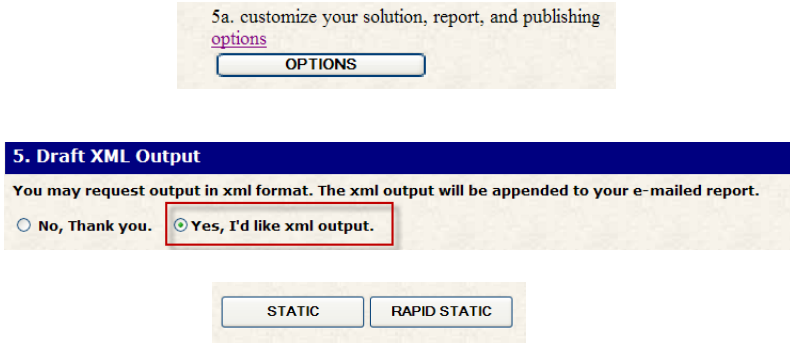 5a. customize your solution, report, and publishing
options
OPTIONS
5. Draft XML Output
You may request output in xml format. The xml output will be appended to your e-mailed report.
No, Thank you. Yes, I'd like xml output.
STATIC RAPID STATIC